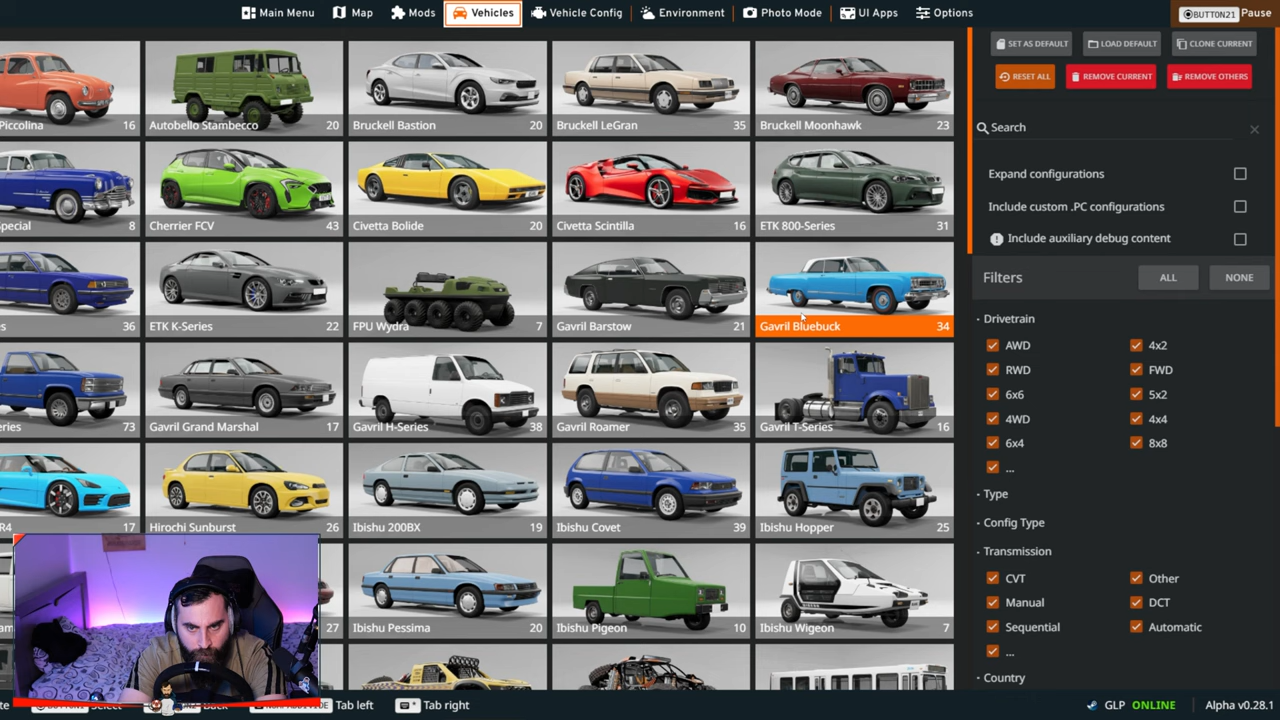 Main Menu Map Mods Vehicles Vehicle Config Environment Photo Mode UI Apps Options BUTTON21 Pause
SET AS DEFAULT LOAD DEFAULT CLONE CURRENT
RESET ALL REMOVE CURRENT REMOVE OTHERS
Piccolina 16 Autobello Stambecco 20 Bruckell Bastion 20 Bruckell LeGran 35 Bruckell Moonhawk 23
Search
Expand configurations
Include custom .PC configurations
Special 8 Cherrier FCV 43 Civetta Bolide 20 Civetta Scintilla 16 ETK 800-Series 31
Include auxiliary debug content
Filters ALL NONE
36 ETK K-Series 22 FPU Wydra 7 Gavril Barstow 21 Gavril Bluebuck 34
Drivetrain
AWD 4x2
RWD FWD
6x6 5x2
4WD 4x4
eries 73 Gavril Grand Marshal 17 Gavril H-Series 38 Gavril Roamer 35 Gavril T-Series 16
6x4 8x8
...
Type
Config Type
R4 17 Hirochi Sunburst 26 Ibishu 200BX 19 Ibishu Covet 39 Ibishu Hopper 25
Transmission
CVT Other
Manual DCT
27 Ibishu Pessima 20 Ibishu Pigeon 10 Ibishu Wigeon 7
Sequential Automatic
...
Country
Select Back Tab left Tab right GLP ONLINE Alpha v0.28.1